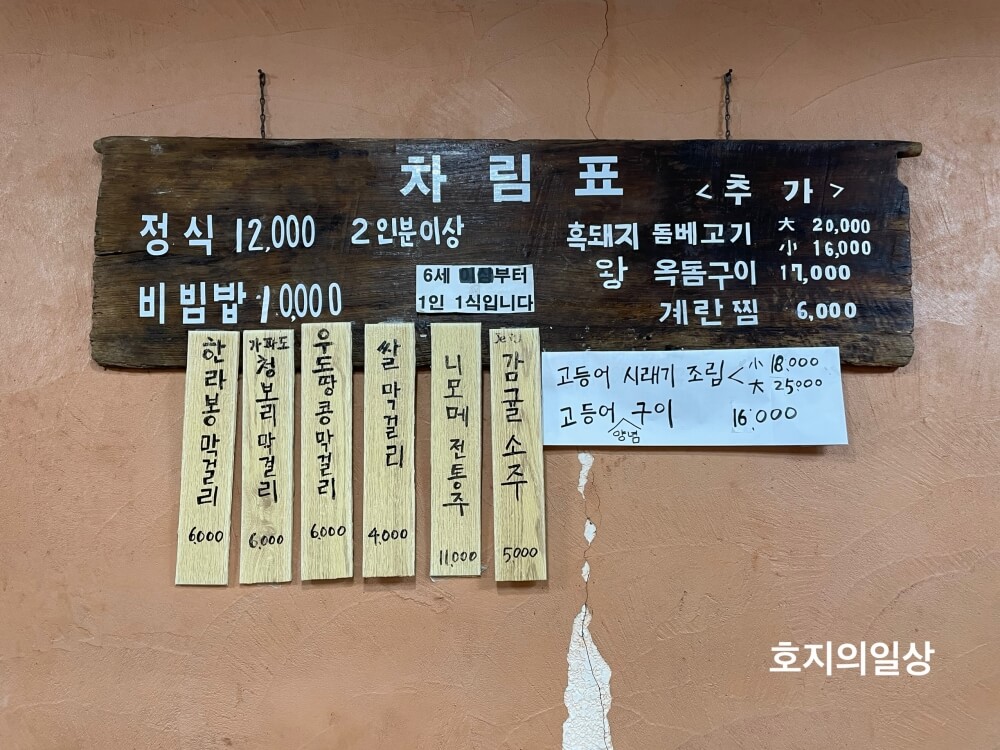 차림표
정식 12,000 2인분이상
비빔밥 10,000
6세 부터
1인 1식입니다
<추 가>
흑돼지 돔베고기 大 20,000
小 16,000
왕 옥돔구이 17,000
계란찜 6,000
고등어 시래기 조림 < 小 18.000
大 25000
고등어 양념 구이 16.000
한라봉 막걸리 6000
가파도 청보리 막걸리 6,000
우도땅콩막걸리 6,000
쌀 막걸리 4,000
니모메 전통주 11,000
감귤 소주 5000
호지의일상